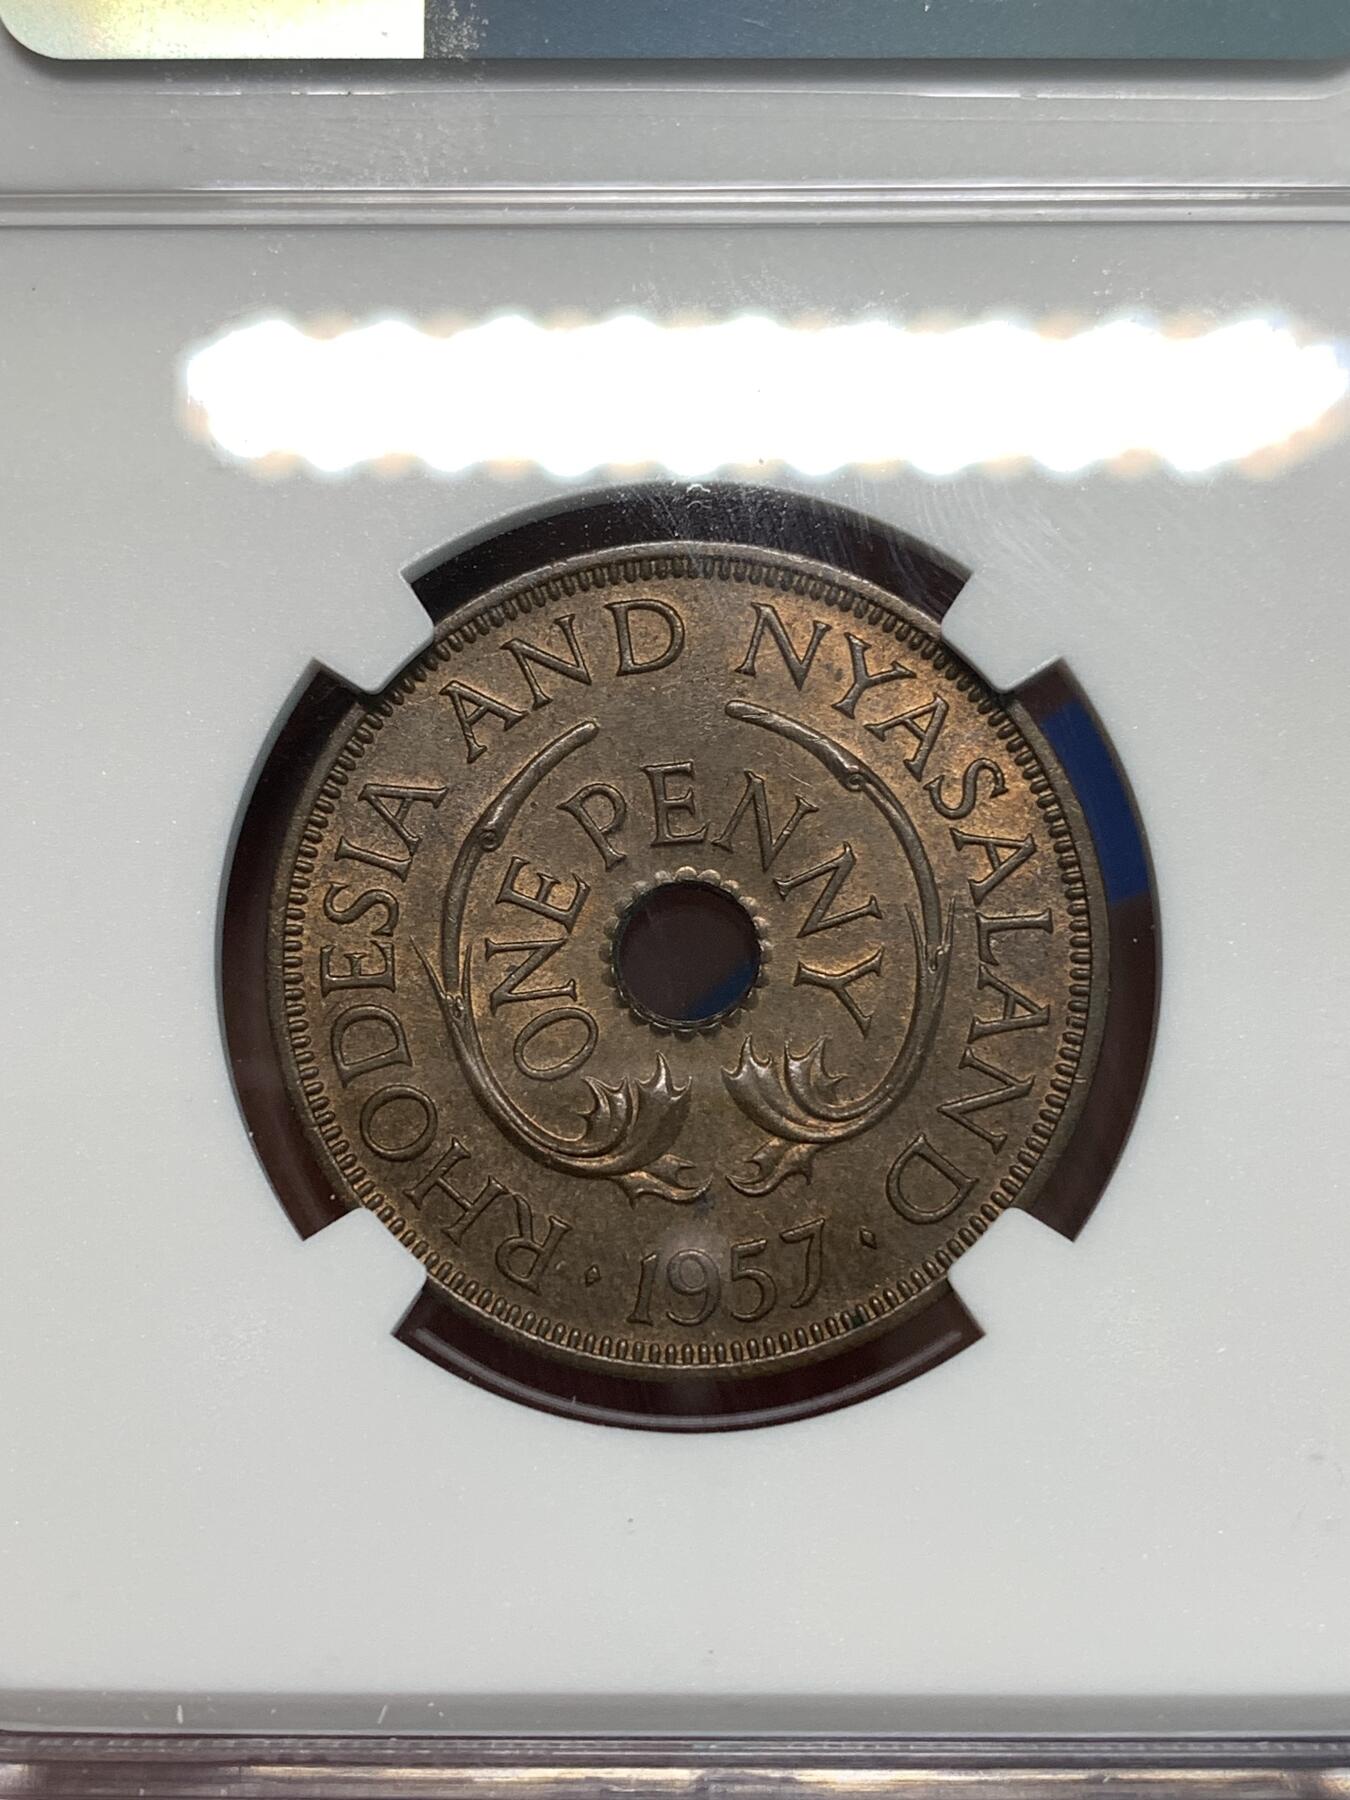 RHODESIA AND NYASALAND
ONE PENNY
· 1957 ·